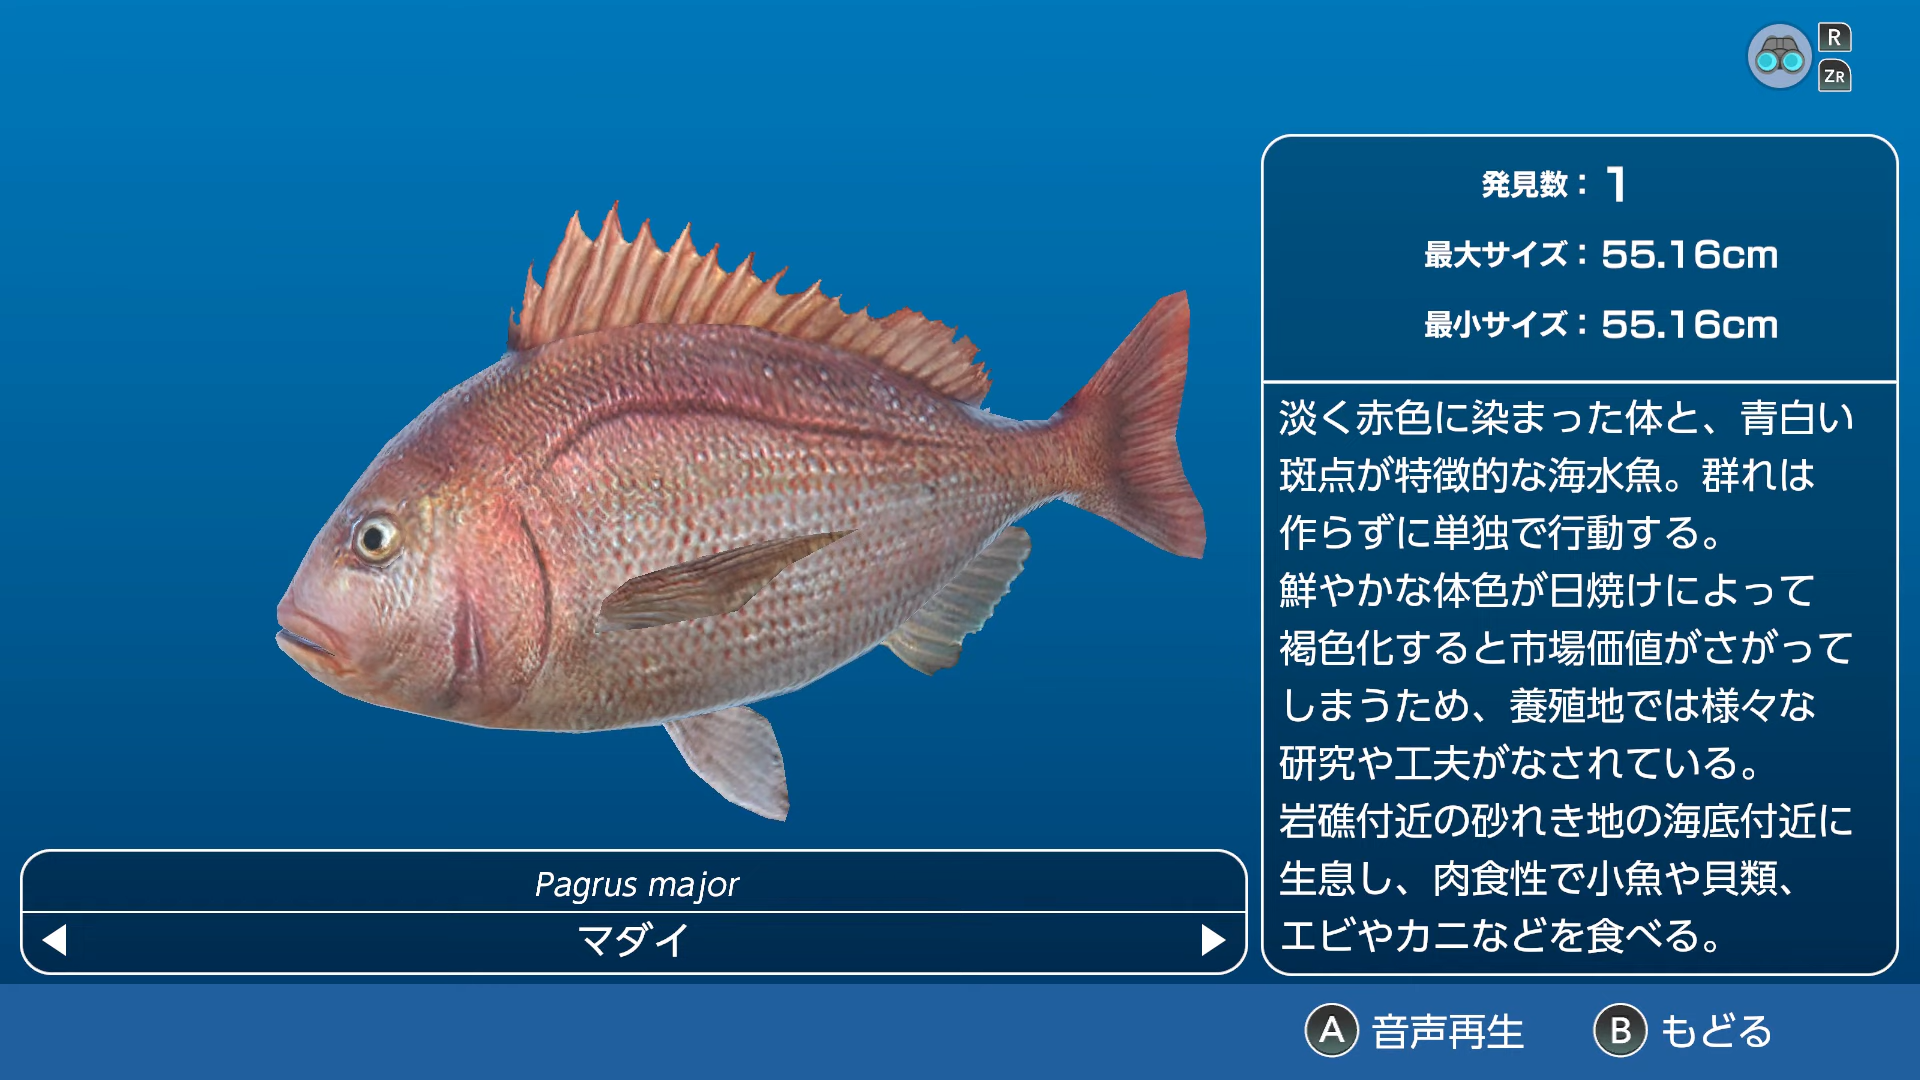 R
ZR
発見数：1
最大サイズ：55.16cm
最小サイズ：55.16cm
淡く赤色に染まった体と、青白い
斑点が特徴的な海水魚。群れは
作らずに単独で行動する。
鮮やかな体色が日焼けによって
褐色化すると市場価値がさがって
しまうため、養殖地では様々な
研究や工夫がなされている。
岩礁付近の砂れき地の海底付近に
生息し、肉食性で小魚や貝類、
エビやカニなどを食べる。
Pagrus major
マダイ
A 音声再生
B もどる